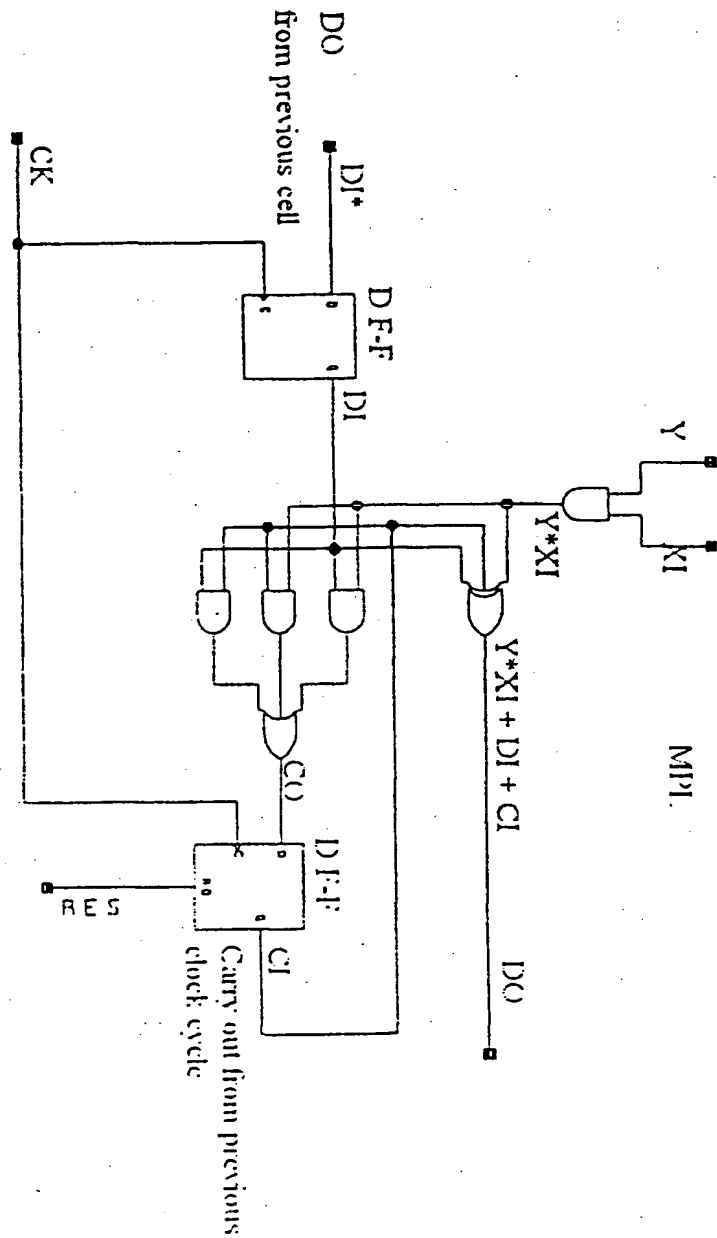 MPL
Y
XI
Y*XI
Y*XI + DI + CI
DO
DO
from previous cell
DI*
D F-F
D
C
Q
DI
CO
D F-F
D
C
Q
CI
Carry out from previous
clock cycle
CK
RES